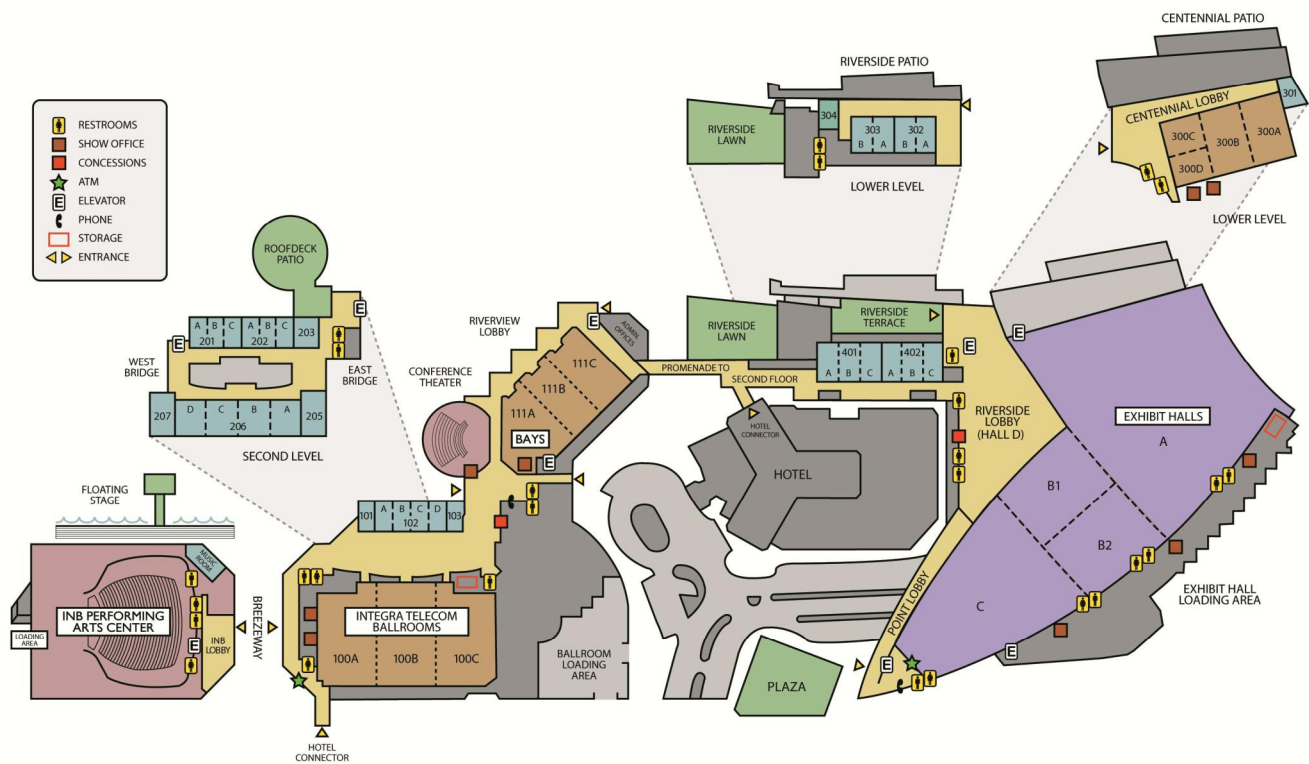 CENTENNIAL PATIO
301
CENTENNIAL LOBBY
300A
300B
300C
300D
LOWER LEVEL
RIVERSIDE PATIO
RIVERSIDE
LAWN
304
303
B A
302
B A
LOWER LEVEL
RESTROOMS
SHOW OFFICE
CONCESSIONS
ATM
E ELEVATOR
PHONE
STORAGE
ENTRANCE
ROOFDECK
PATIO
E
A B C
201
A B C
202
203
E
WEST
BRIDGE
EAST
BRIDGE
207
D C B A
206
205
SECOND LEVEL
RIVERVIEW
LOBBY
E
ADMIN.
OFFICES
CONFERENCE
THEATER
111C
111B
111A
BAYS
E
PROMENADE TO
SECOND FLOOR
HOTEL
CONNECTOR
HOTEL
RIVERSIDE
LAWN
RIVERSIDE
TERRACE
401
A B C
402
A B C
E
E
RIVERSIDE
LOBBY
(HALL D)
EXHIBIT HALLS
A
B1
B2
C
EXHIBIT HALL
LOADING AREA
E
POINT LOBBY
E
PLAZA
FLOATING
STAGE
MUSIC
ROOM
INB PERFORMING
ARTS CENTER
LOADING
AREA
E
INB
LOBBY
BREEZEWAY
101
A B C D
102
103
INTEGRA TELECOM
BALLROOMS
100A
100B
100C
BALLROOM
LOADING
AREA
HOTEL
CONNECTOR